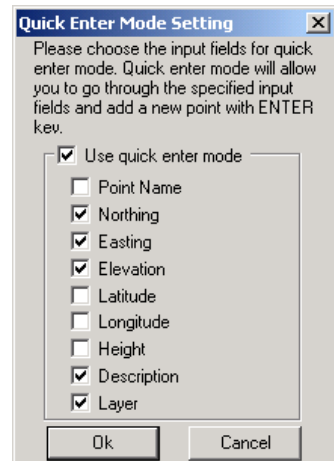 Quick Enter Mode Setting
Please choose the input fields for quick
enter mode. Quick enter mode will allow
you to go through the specified input
fields and add a new point with ENTER
key.
Use quick enter mode
Point Name
Northing
Easting
Elevation
Latitude
Longitude
Height
Description
Layer
Ok Cancel